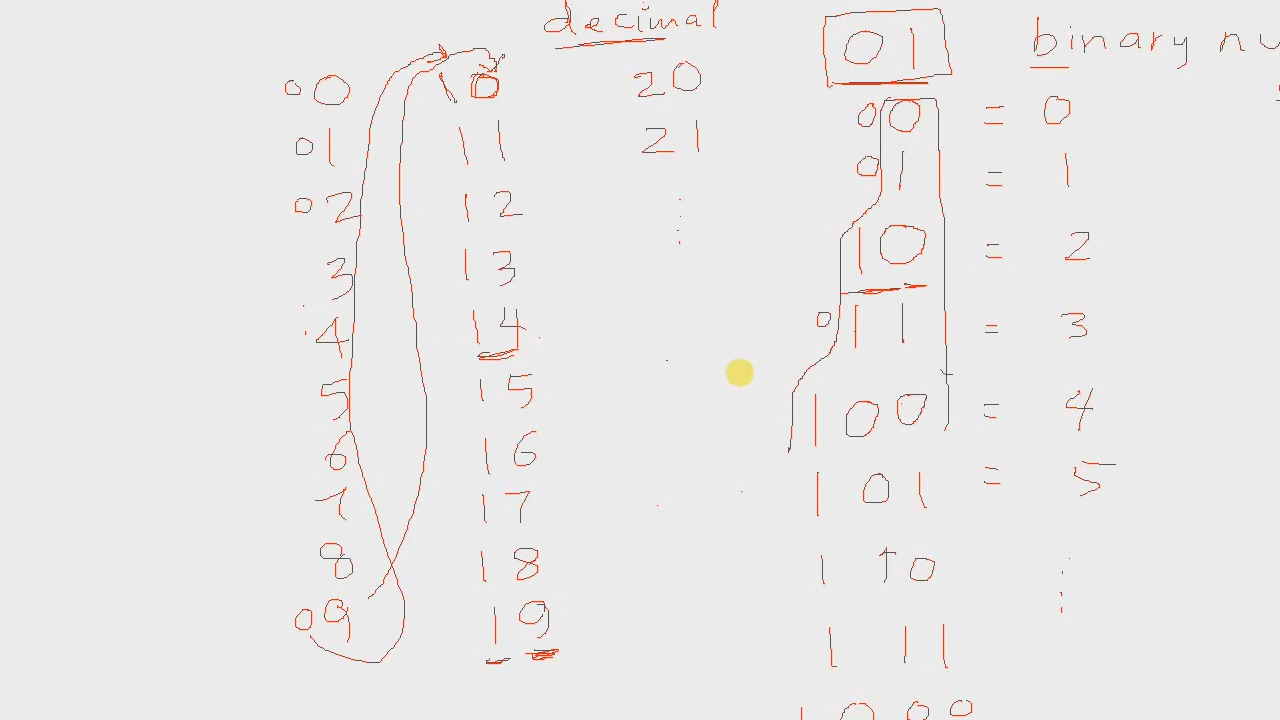 decimal
01
binary nu
00 10 20
01 11 21
02 12
3 13
4 14
5 15
6 16
7 17
8 18
09 19
00 = 0
01 = 1
10 = 2
011 = 3
100 = 4
101 = 5
110
111
1000